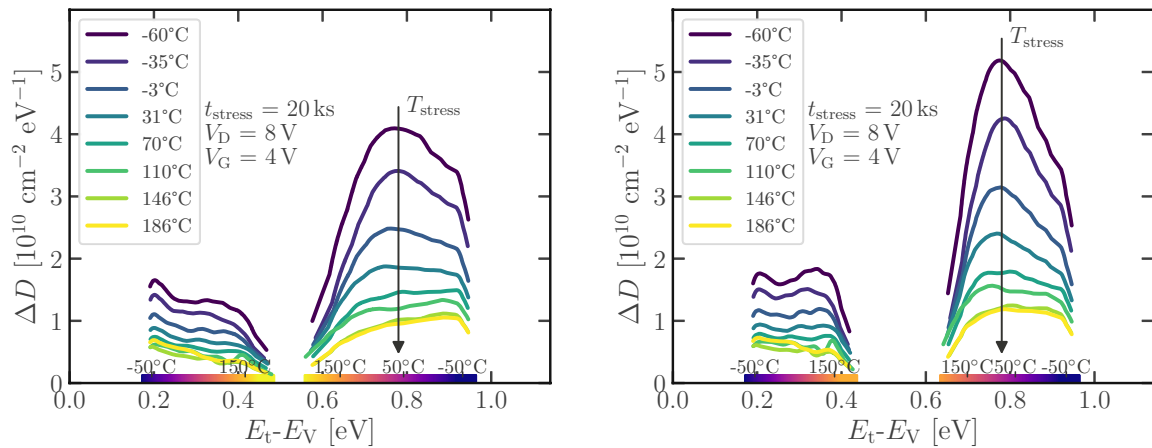 -60°C
-35°C
-3°C
31°C
70°C
110°C
146°C
186°C
t_stress = 20 ks
V_D = 8 V
V_G = 4 V
T_stress
ΔD [10^10 cm^-2 eV^-1]
5
4
3
2
1
0
-50°C 150°C 150°C 50°C -50°C
0.0 0.2 0.4 0.6 0.8 1.0
E_t-E_V [eV]
-60°C
-35°C
-3°C
31°C
70°C
110°C
146°C
186°C
t_stress = 20 ks
V_D = 8 V
V_G = 4 V
T_stress
ΔD [10^10 cm^-2 eV^-1]
5
4
3
2
1
0
-50°C 150°C 150°C 50°C -50°C
0.0 0.2 0.4 0.6 0.8 1.0
E_t-E_V [eV]